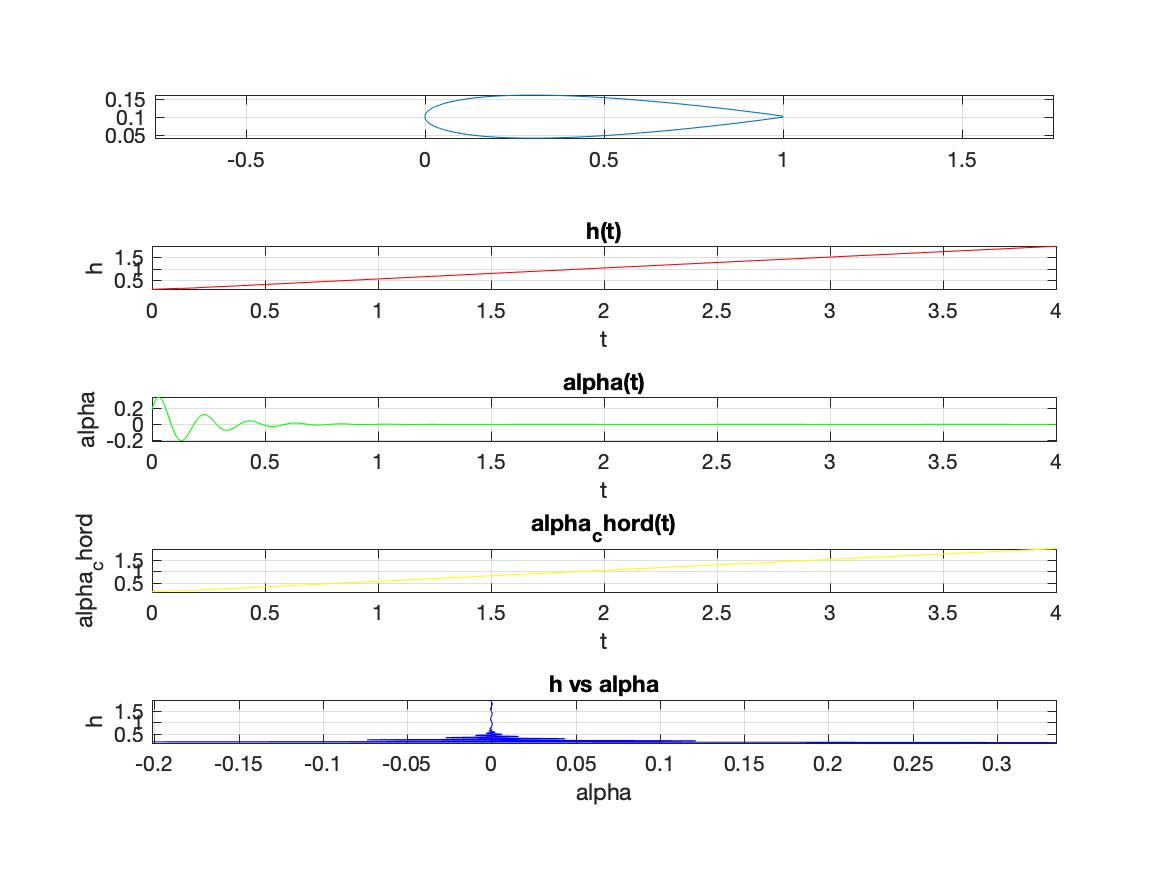 0.15
0.1
0.05
-0.5 0 0.5 1 1.5
h(t)
1.5
1
0.5
h
0 0.5 1 1.5 2 2.5 3 3.5 4
t
alpha(t)
0.2
0
-0.2
alpha
0 0.5 1 1.5 2 2.5 3 3.5 4
t
alpha_chord(t)
1.5
1
0.5
alpha_chord
0 0.5 1 1.5 2 2.5 3 3.5 4
t
h vs alpha
1.5
1
0.5
h
-0.2 -0.15 -0.1 -0.05 0 0.05 0.1 0.15 0.2 0.25 0.3
alpha